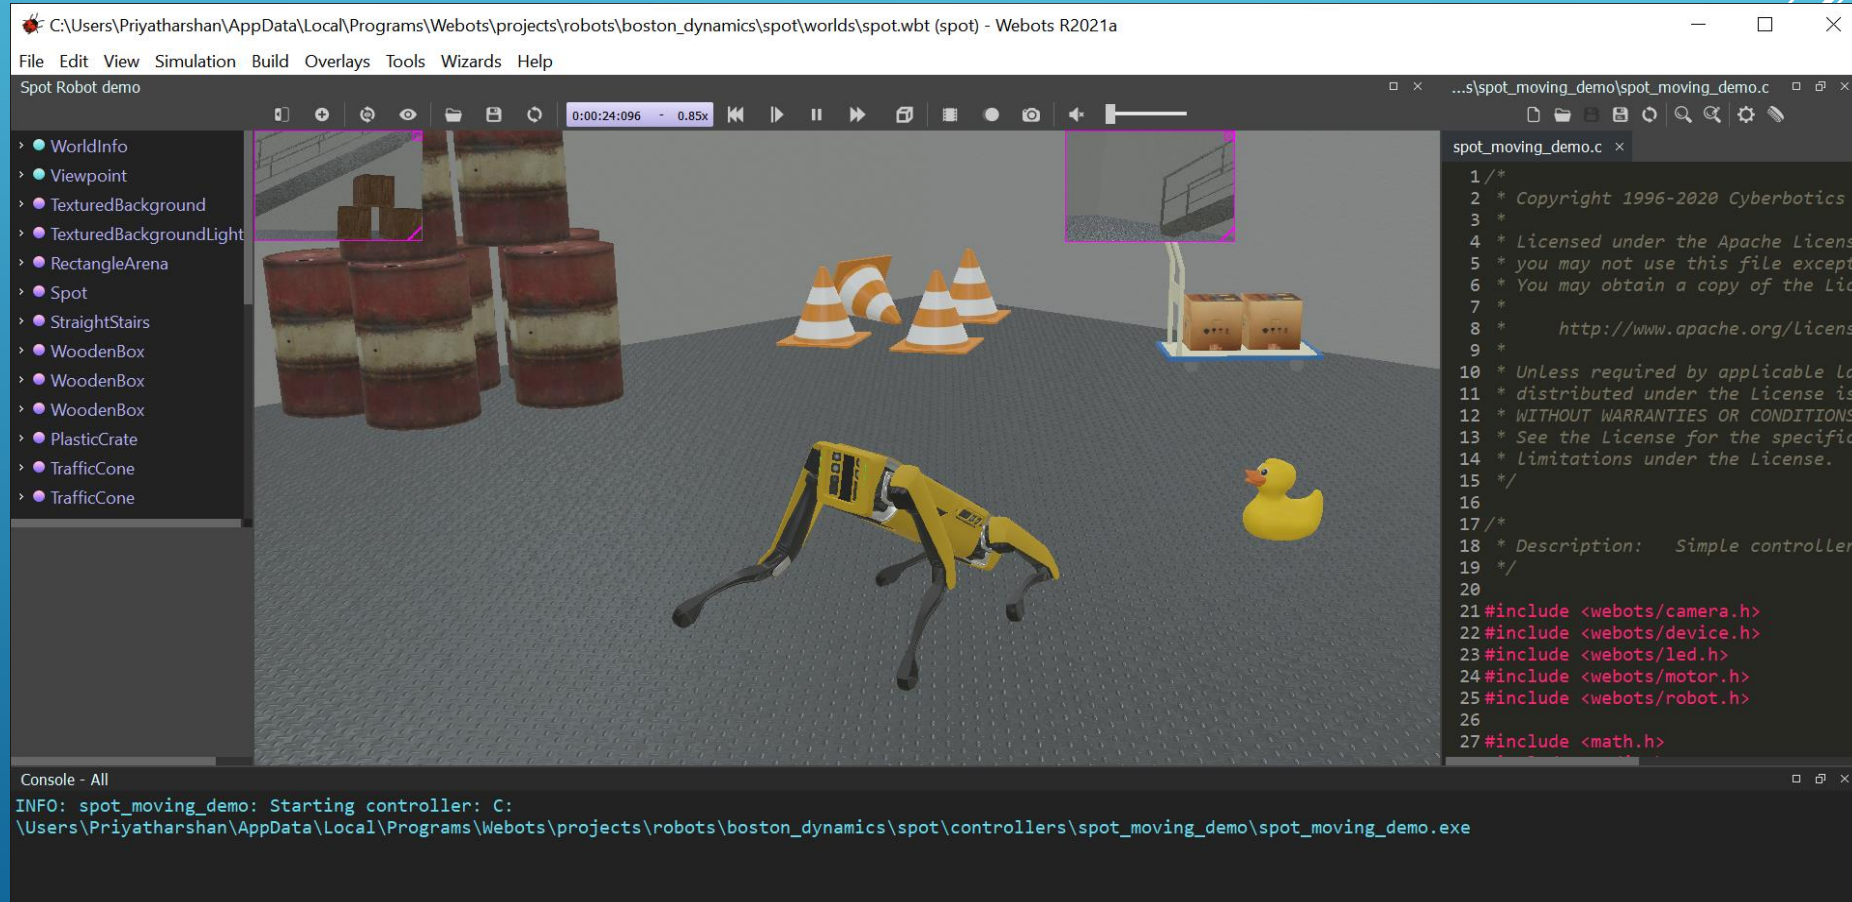 C:\Users\Priyatharshan\AppData\Local\Programs\Webots\projects\robots\boston_dynamics\spot\worlds\spot.wbt (spot) - Webots R2021a
File Edit View Simulation Build Overlays Tools Wizards Help
Spot Robot demo
0:00:24:096 - 0.85x
WorldInfo
Viewpoint
TexturedBackground
TexturedBackgroundLight
RectangleArena
Spot
StraightStairs
WoodenBox
WoodenBox
WoodenBox
PlasticCrate
TrafficCone
TrafficCone
...s\spot_moving_demo\spot_moving_demo.c
spot_moving_demo.c
1 /*
2 * Copyright 1996-2020 Cyberbotics
3 *
4 * Licensed under the Apache Licens
5 * you may not use this file except
6 * You may obtain a copy of the Lic
7 *
8 * http://www.apache.org/licens
9 *
10 * Unless required by applicable la
11 * distributed under the License is
12 * WITHOUT WARRANTIES OR CONDITIONS
13 * See the License for the specific
14 * limitations under the License.
15 */
16
17 /*
18 * Description: Simple controller
19 */
20
21 #include <webots/camera.h>
22 #include <webots/device.h>
23 #include <webots/led.h>
24 #include <webots/motor.h>
25 #include <webots/robot.h>
26
27 #include <math.h>
Console - All
INFO: spot_moving_demo: Starting controller: C:
\Users\Priyatharshan\AppData\Local\Programs\Webots\projects\robots\boston_dynamics\spot\controllers\spot_moving_demo\spot_moving_demo.exe